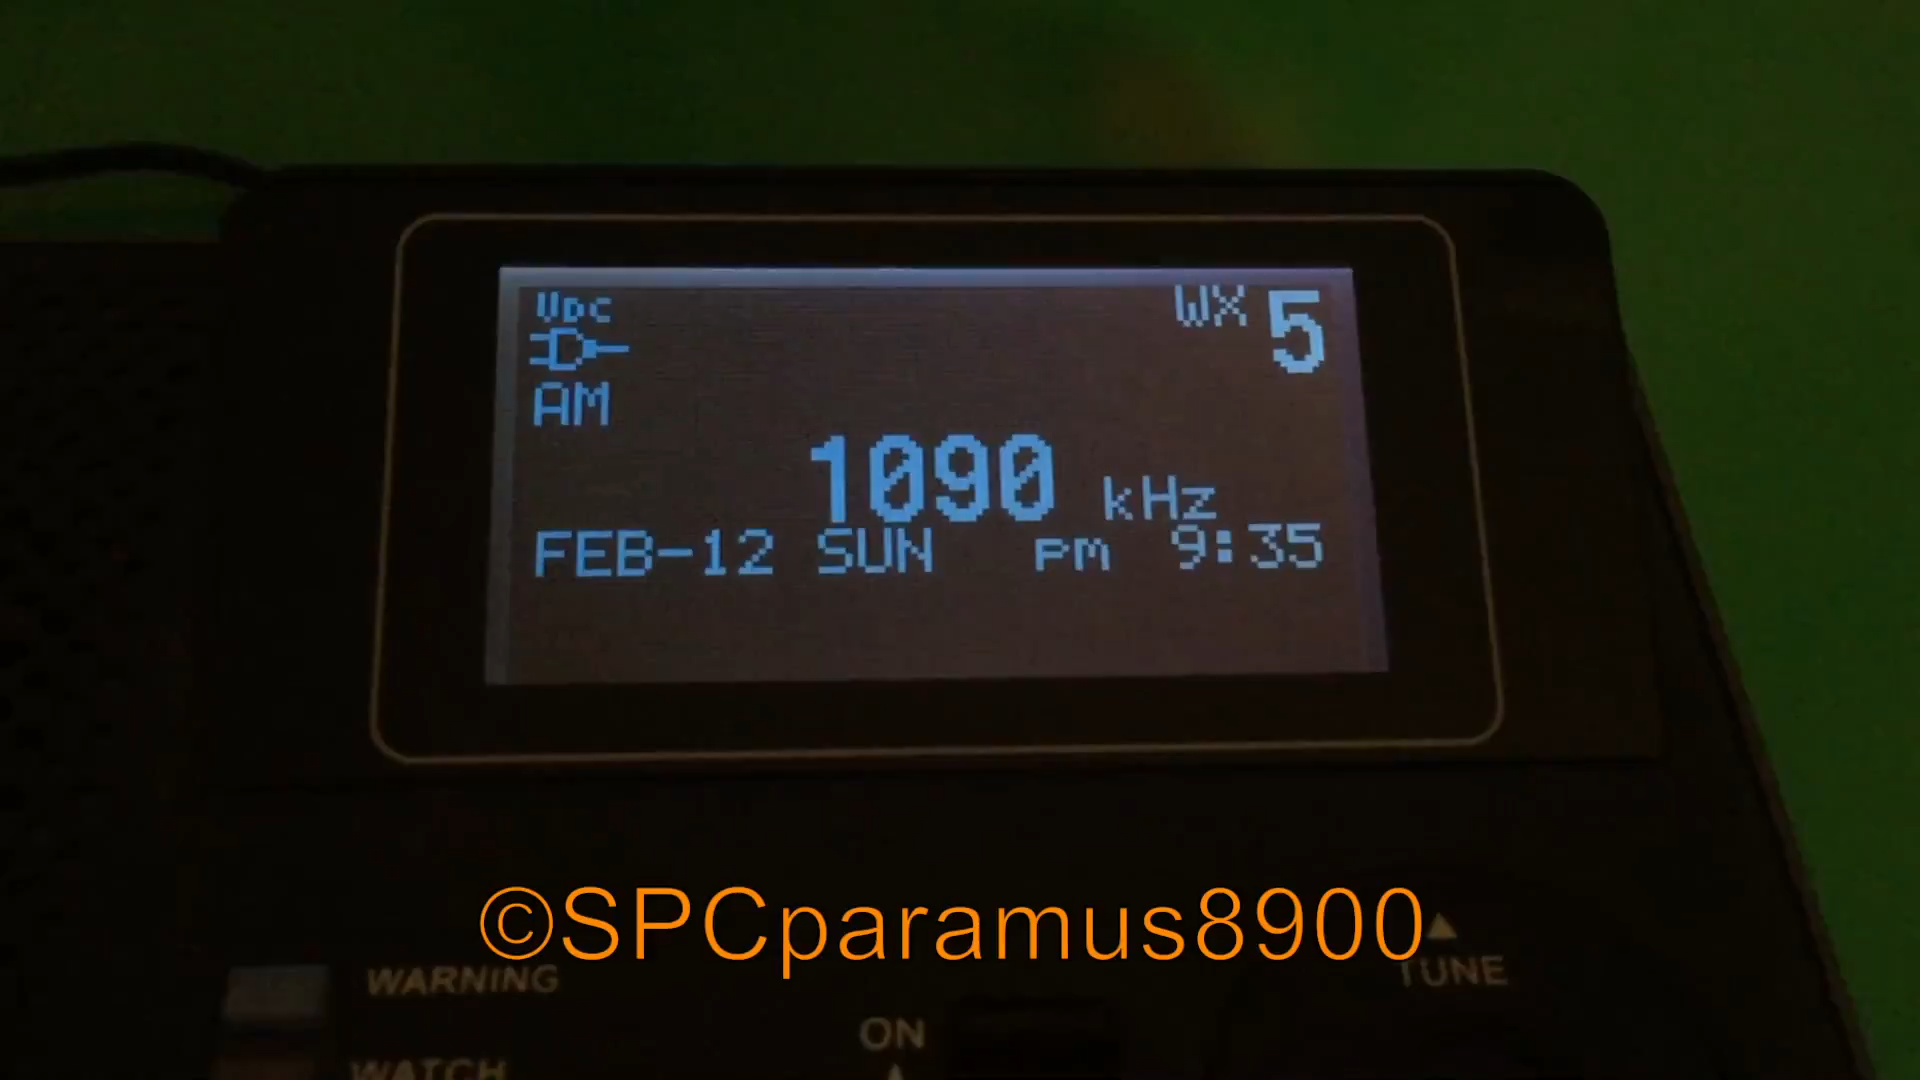 VDC
WX 5
AM
1090 kHz
FEB-12 SUN pm 9:35
©SPCparamus8900
TUNE
WARNING
ON
WATCH